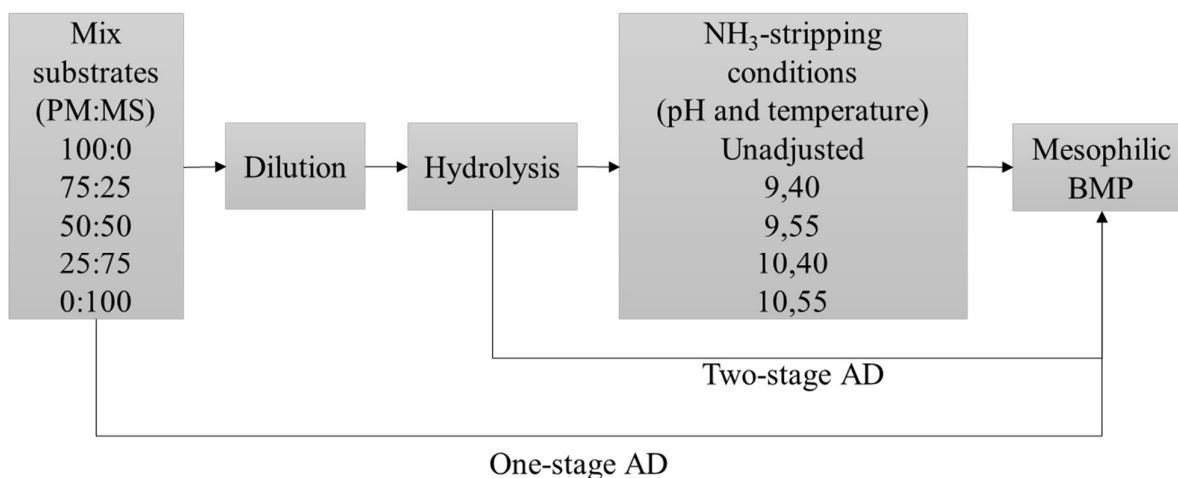 Mix
substrates
(PM:MS)
100:0
75:25
50:50
25:75
0:100
Dilution
Hydrolysis
NH₃-stripping
conditions
(pH and temperature)
Unadjusted
9,40
9,55
10,40
10,55
Mesophilic
BMP
Two-stage AD
One-stage AD